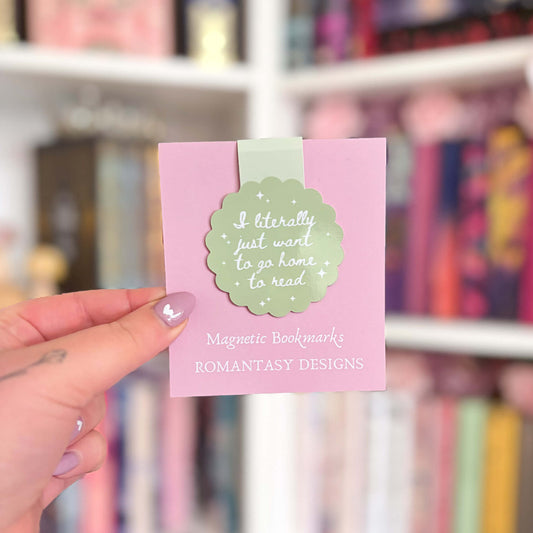 I literally
just want
to go home
to read
Magnetic Bookmarks
ROMANTASY DESIGNS